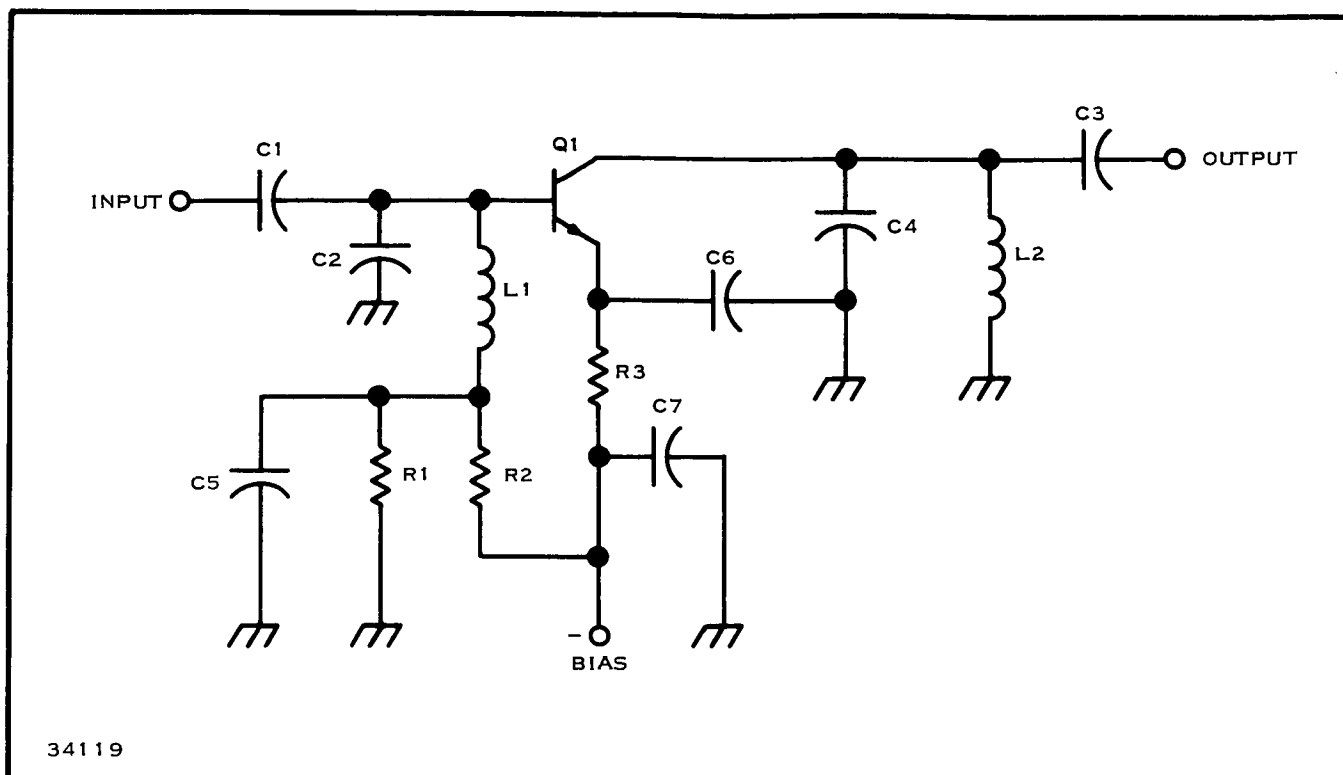 C3
Q1
C1
OUTPUT
INPUT
C4
C2
C6
L2
L1
R3
C7
C5
R1
R2
-
BIAS
34119